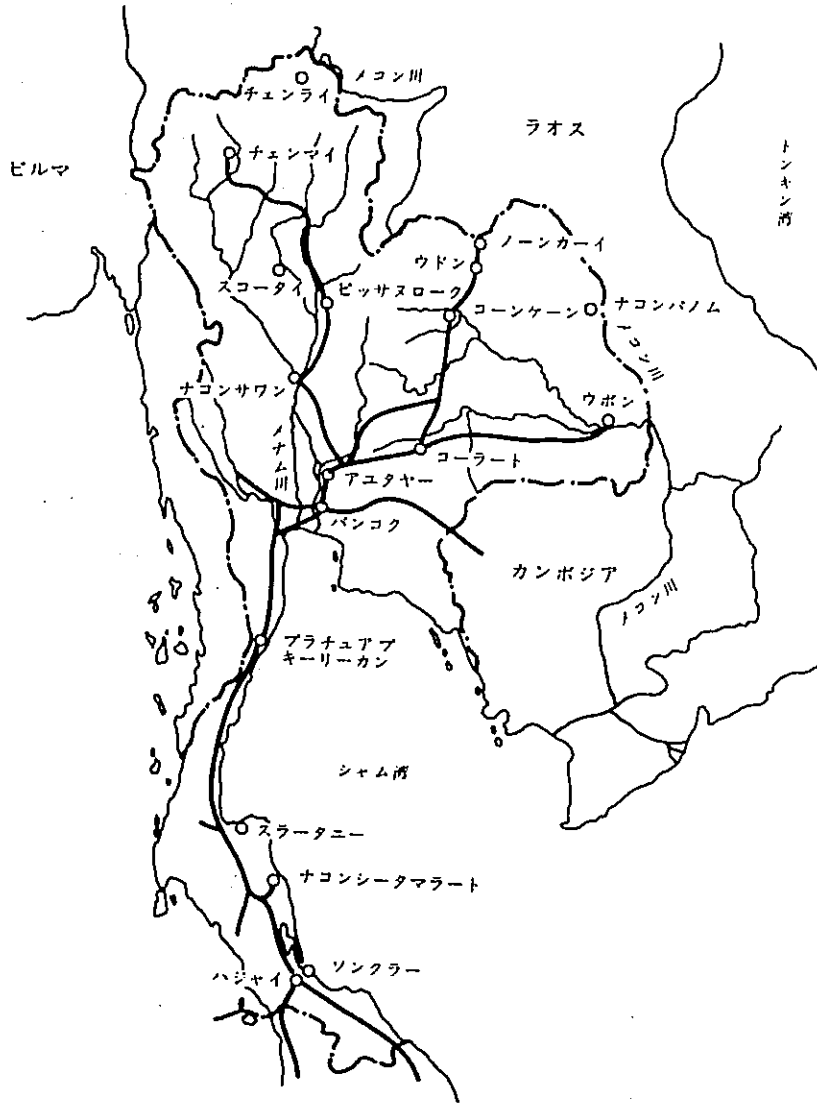 メコン川
チェンライ
ラオス
トンキン湾
ビルマ
チェンマイ
ノーンカーイ
ウドン
スコータイ
ピッサヌローク
コーンケーン
ナコンパノム
メコン川
ナコンサワン
ウボン
メナム川
コーラート
アユタヤー
バンコク
カンボジア
メコン川
プラチュアプ
キーリーカン
シャム湾
スラータニー
ナコンシータマラート
ソンクラー
ハジャイ